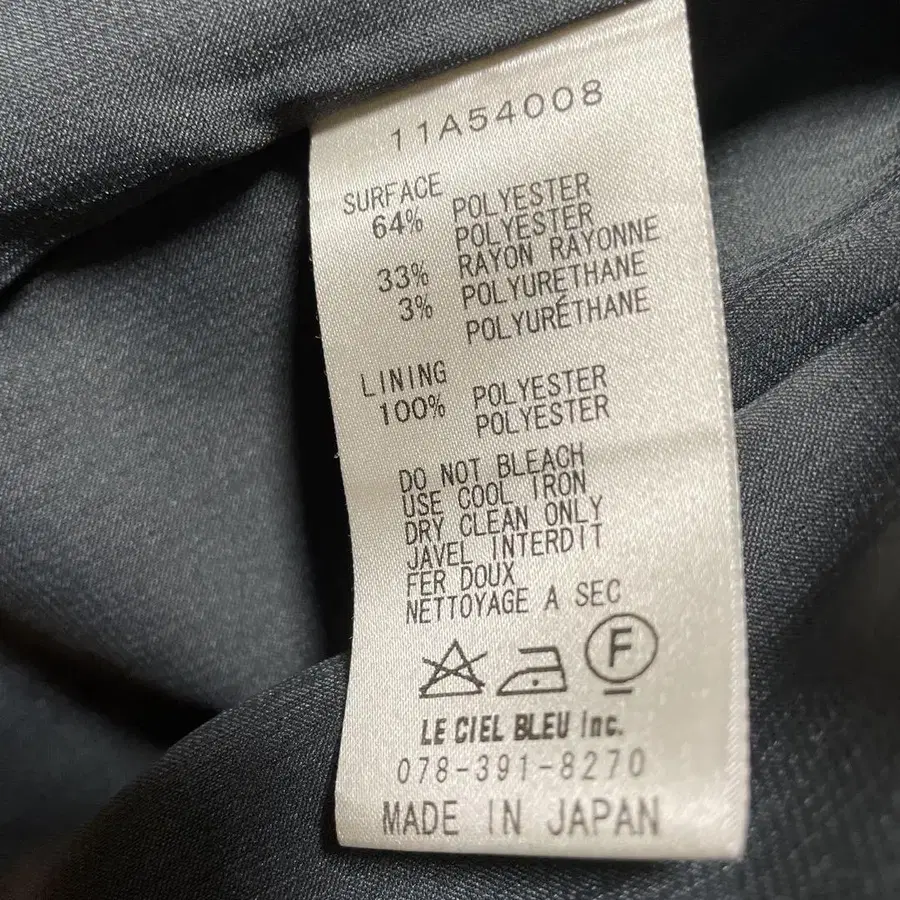 11A54008
SURFACE
64% POLYESTER
POLYESTER
33% RAYON RAYONNE
3% POLYURETHANE
POLYURÉTHANE
LINING
100% POLYESTER
POLYESTER
DO NOT BLEACH
USE COOL IRON
DRY CLEAN ONLY
JAVEL INTERDIT
FER DOUX
NETTOYAGE A SEC
F
LE CIEL BLEU Inc.
078-391-8270
MADE IN JAPAN